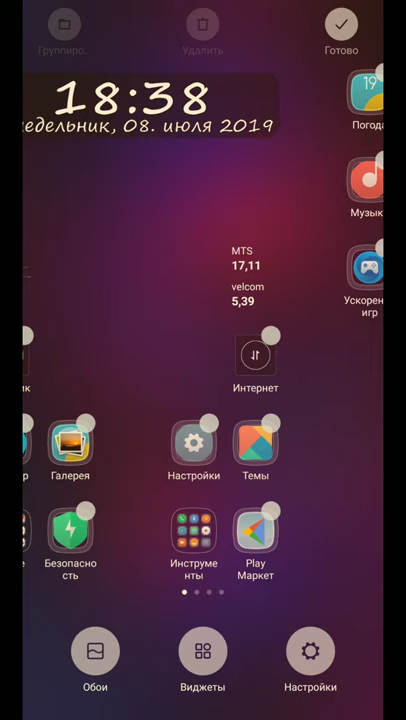 Группиро..
Удалить
Готово
18:38
недельник, 08. июля 2019
19
Погода
Музык
MTS
17,11
velcom
5,39
Ускорен
игр
ик
Интернет
р
Галерея
Настройки
Темы
е
Безопасно
сть
Инструме
нты
Play
Маркет
Обои
Виджеты
Настройки